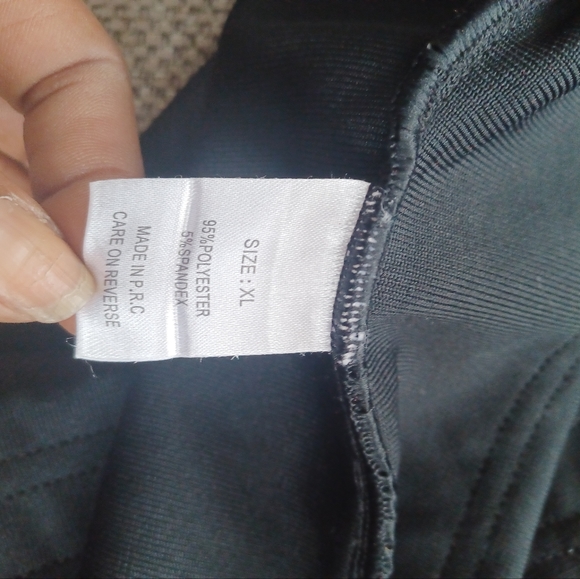 SIZE : XL
95%POLYESTER
5%SPANDEX
MADE IN P.R.C
CARE ON REVERSE